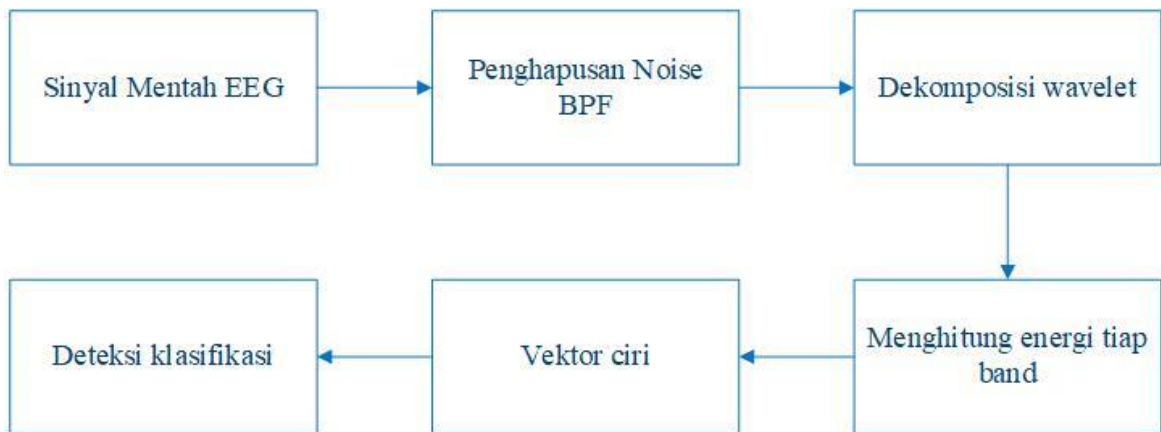 Sinyal Mentah EEG
Penghapusan Noise
BPF
Dekomposisi wavelet
Menghitung energi tiap
band
Vektor ciri
Deteksi klasifikasi